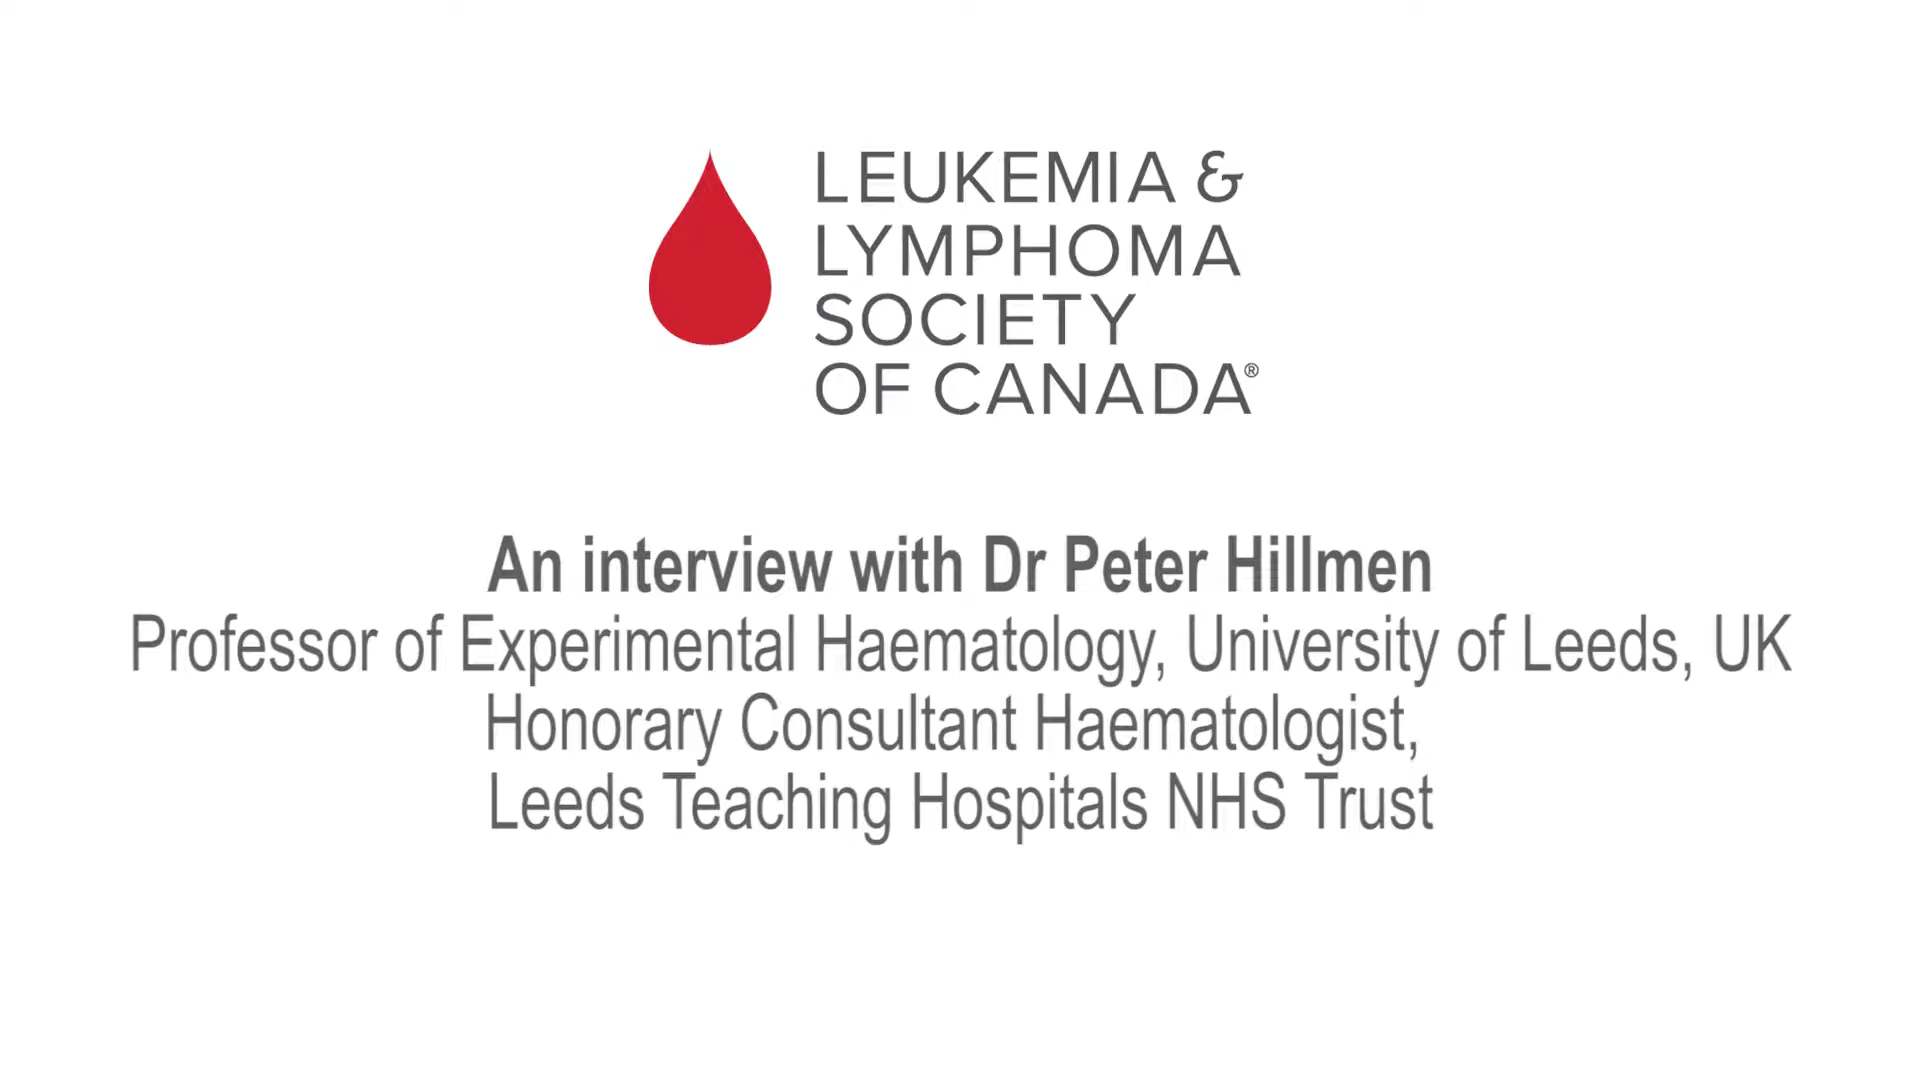 LEUKEMIA &
LYMPHOMA
SOCIETY
OF CANADA®
An interview with Dr Peter Hillmen
Professor of Experimental Haematology, University of Leeds, UK
Honorary Consultant Haematologist,
Leeds Teaching Hospitals NHS Trust